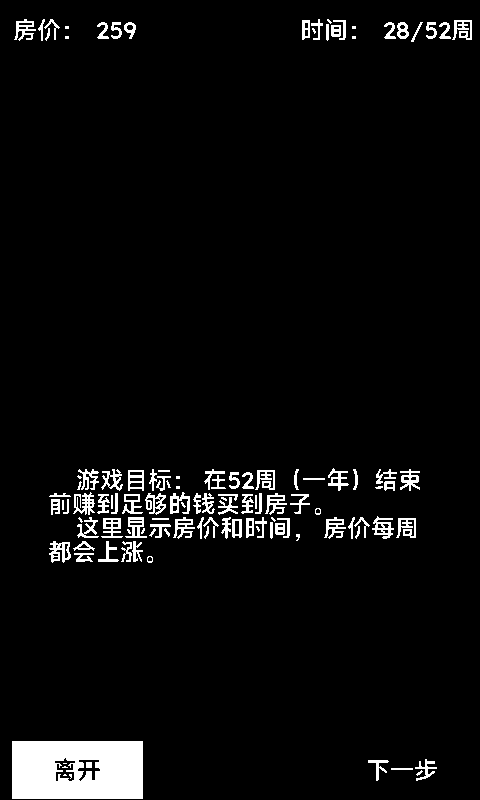 房价： 259
时间： 28/52周
游戏目标： 在52周（一年）结束
前赚到足够的钱买到房子。
这里显示房价和时间， 房价每周
都会上涨。
离开
下一步